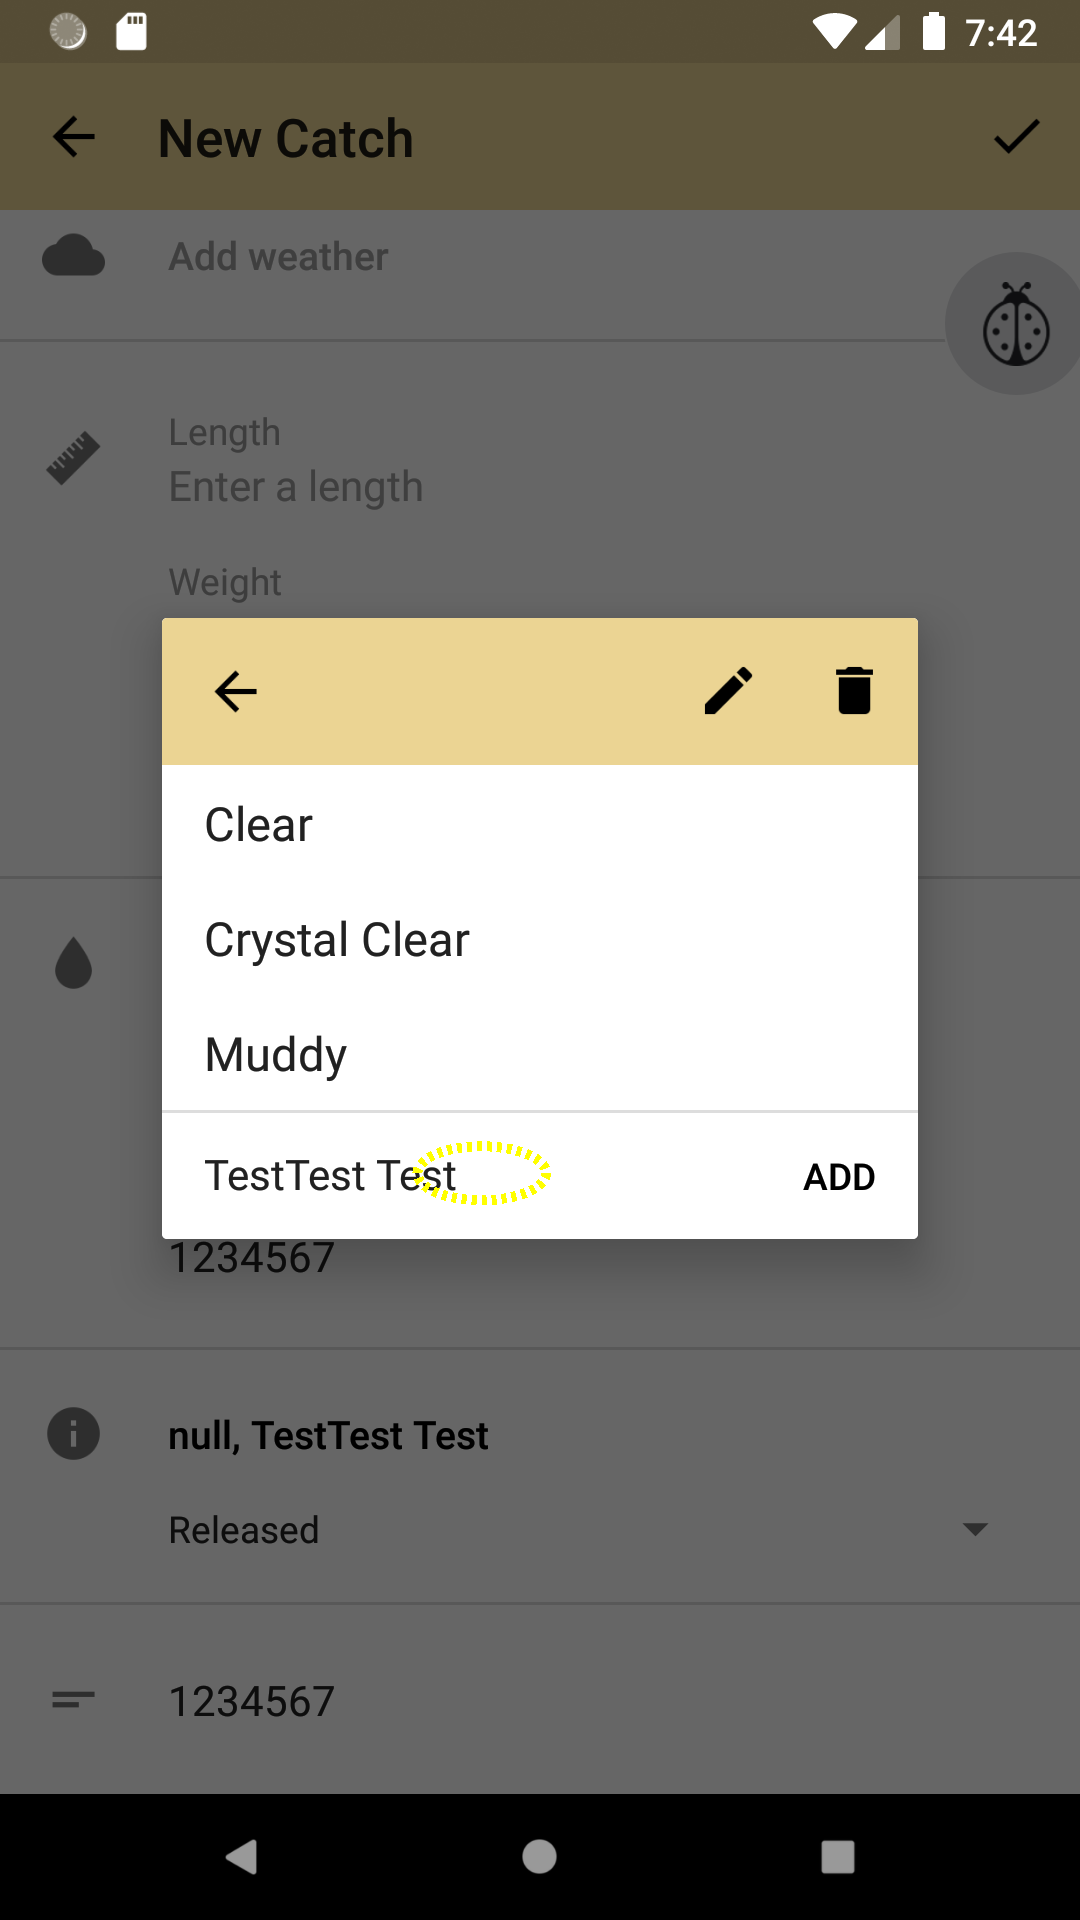 7:42
New Catch
Add weather
Length
Enter a length
Weight
Clear
Crystal Clear
Muddy
TestTest Test
ADD
1234567
null, TestTest Test
Released
1234567